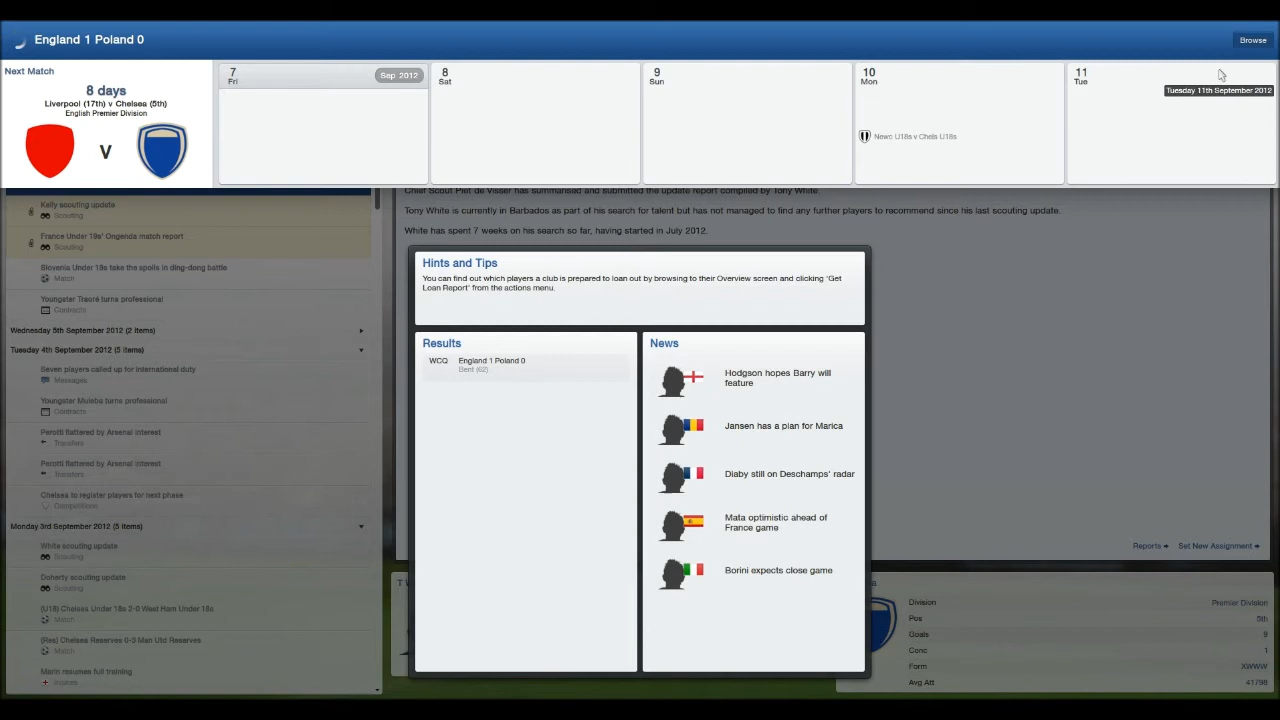 England 1 Poland 0
Browse
Next Match
8 days
Liverpool (17th) v Chelsea (5th)
English Premier Division
V
7
Fri
Sep 2012
8
Sat
9
Sun
10
Mon
Newc U18s v Chels U18s
11
Tue
Tuesday 11th September 2012
Kelly scouting update
Scouting
France Under 19s' Ongenda match report
Scouting
Slovenia Under 18s take the spoils in ding-dong battle
Match
Youngster Traoré turns professional
Contracts
Wednesday 5th September 2012 (2 items)
Tuesday 4th September 2012 (5 items)
Seven players called up for international duty
Messages
Youngster Mulaba turns professional
Contracts
Perotti flattered by Arsenal interest
Transfers
Perotti flattered by Arsenal interest
Transfers
Chelsea to register players for next phase
Competitions
Monday 3rd September 2012 (5 items)
White scouting update
Scouting
Doherty scouting update
Scouting
(U18) Chelsea Under 18s 2-0 West Ham Under 18s
Match
(Res) Chelsea Reserves 0-3 Man Utd Reserves
Match
Marin resumes full training
Injuries
Chief Scout Piet de Visser has summarised and submitted the update report compiled by Tony White.
Tony White is currently in Barbados as part of his search for talent but has not managed to find any further players to recommend since his last scouting update.
White has spent 7 weeks on his search so far, having started in July 2012.
Hints and Tips
You can find out which players a club is prepared to loan out by browsing to their Overview screen and clicking 'Get
Loan Report' from the actions menu.
Results
WCQ England 1 Poland 0
Bent (62)
News
Hodgson hopes Barry will
feature
Jansen has a plan for Marica
Diaby still on Deschamps' radar
Mata optimistic ahead of
France game
Borini expects close game
Reports
Set New Assignment
Division Premier Division
Pos 5th
Goals 9
Conc 1
Form XWWW
Avg Att 41798